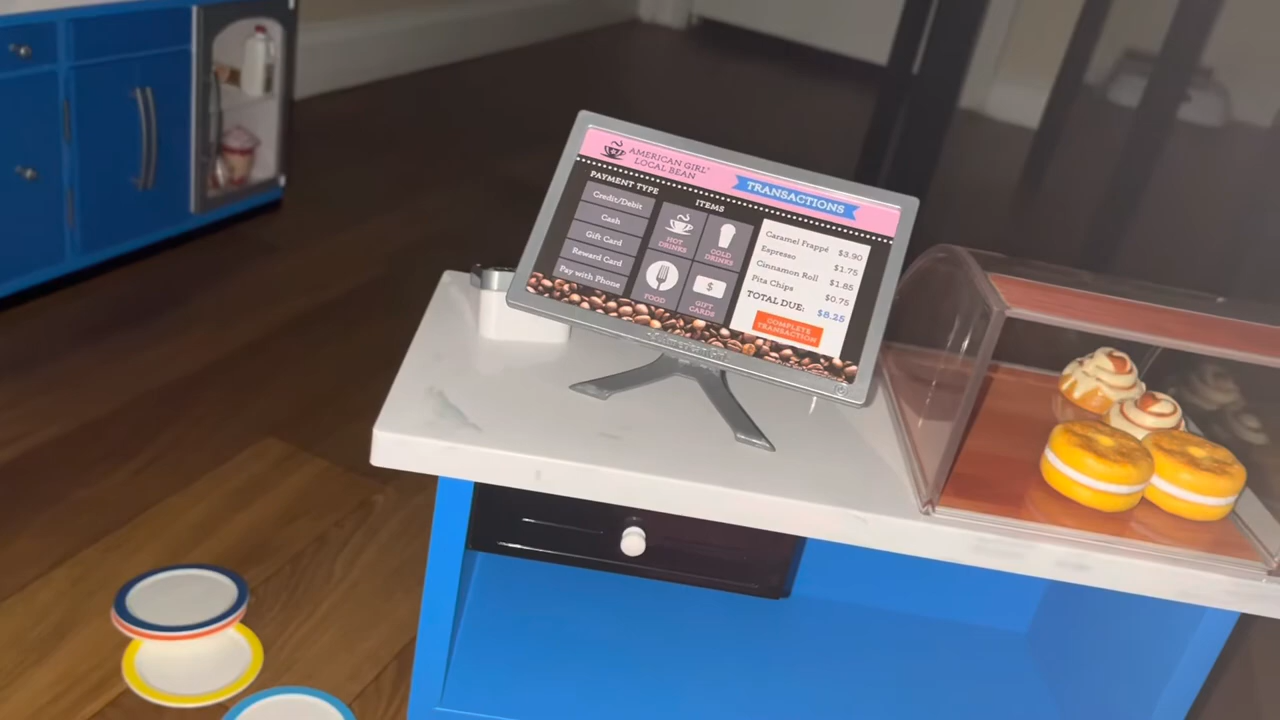 AMERICAN GIRL®
LOCAL BEAN
TRANSACTIONS
PAYMENT TYPE
Credit/Debit
Cash
Gift Card
Reward Card
Pay with Phone
ITEMS
HOT
DRINKS
COLD
DRINKS
FOOD
$
GIFT
CARDS
Caramel Frappé $3.90
Espresso $1.75
Cinnamon Roll $1.85
Pita Chips $0.75
TOTAL DUE: $8.25
COMPLETE
TRANSACTION